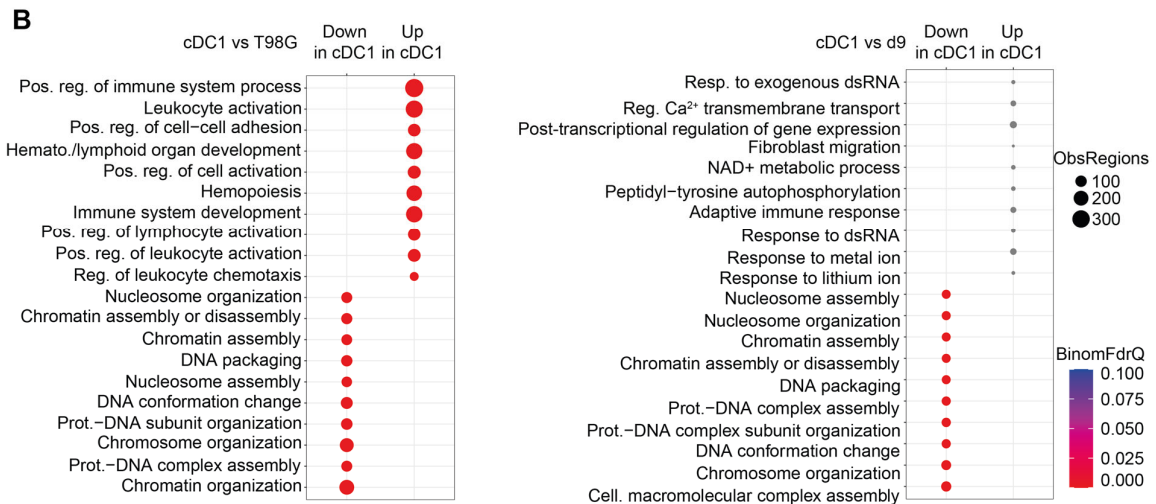 B
cDC1 vs T98G
Down in cDC1
Up in cDC1
Pos. reg. of immune system process
Leukocyte activation
Pos. reg. of cell−cell adhesion
Hemato./lymphoid organ development
Pos. reg. of cell activation
Hemopoiesis
Immune system development
Pos. reg. of lymphocyte activation
Pos. reg. of leukocyte activation
Reg. of leukocyte chemotaxis
Nucleosome organization
Chromatin assembly or disassembly
Chromatin assembly
DNA packaging
Nucleosome assembly
DNA conformation change
Prot.−DNA subunit organization
Chromosome organization
Prot.−DNA complex assembly
Chromatin organization
cDC1 vs d9
Down in cDC1
Up in cDC1
Resp. to exogenous dsRNA
Reg. Ca²⁺ transmembrane transport
Post-transcriptional regulation of gene expression
Fibroblast migration
NAD+ metabolic process
Peptidyl−tyrosine autophosphorylation
Adaptive immune response
Response to dsRNA
Response to metal ion
Response to lithium ion
Nucleosome assembly
Nucleosome organization
Chromatin assembly
Chromatin assembly or disassembly
DNA packaging
Prot.−DNA complex assembly
Prot.−DNA complex subunit organization
DNA conformation change
Chromosome organization
Cell. macromolecular complex assembly
ObsRegions
100
200
300
BinomFdrQ
0.100
0.075
0.050
0.025
0.000